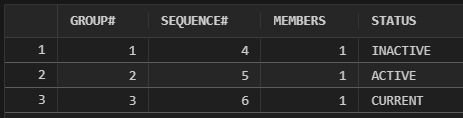 GROUP# SEQUENCE# MEMBERS STATUS
1 1 4 1 INACTIVE
2 2 5 1 ACTIVE
3 3 6 1 CURRENT